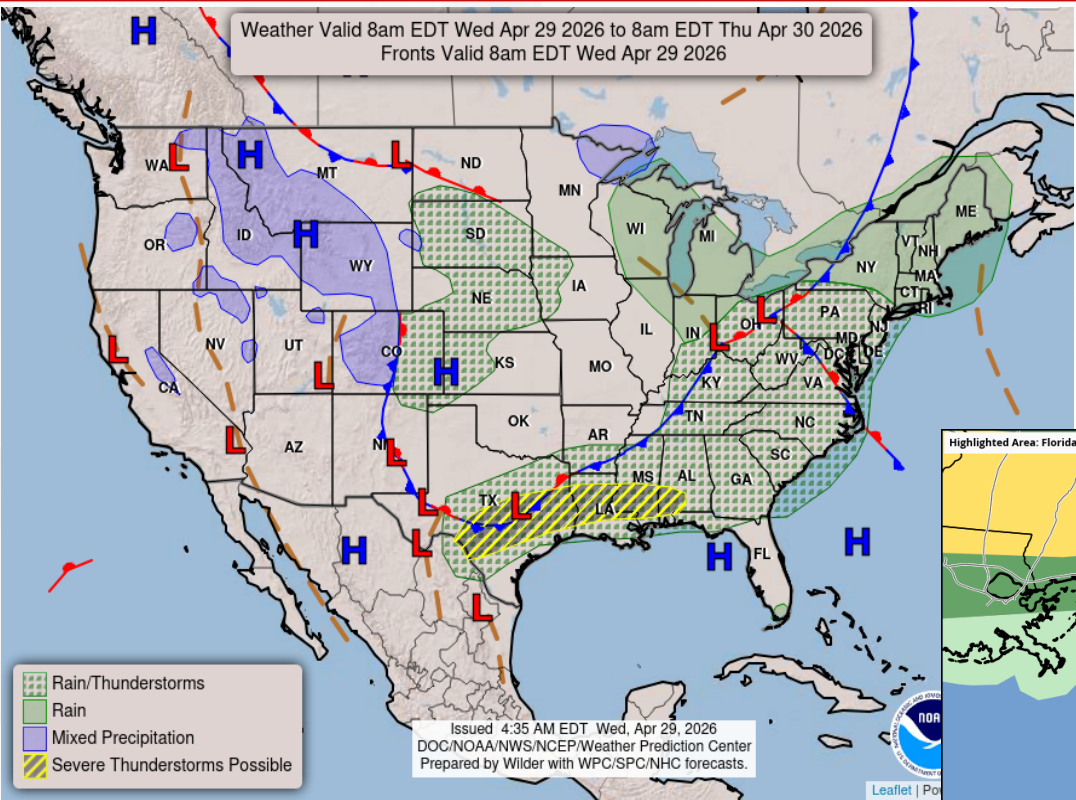 Weather Valid 8am EDT Wed Apr 29 2026 to 8am EDT Thu Apr 30 2026
Fronts Valid 8am EDT Wed Apr 29 2026
H
L
WA
H
MT
L
ND
MN
ME
OR
ID
H
WY
SD
WI
MI
VT
NH
NY
MA
CT
RI
NE
IA
L
NV
UT
CO
H
KS
MO
IL
IN
L
OH
L
PA
NJ
MD
DC
DE
WV
VA
KY
L
CA
L
AZ
L
L
OK
AR
TN
NC
SC
L
TX
L
LA
MS
AL
GA
H
L
H
FL
H
L
Highlighted Area: Florida
Rain/Thunderstorms
Rain
Mixed Precipitation
Severe Thunderstorms Possible
Issued 4:35 AM EDT Wed, Apr 29, 2026
DOC/NOAA/NWS/NCEP/Weather Prediction Center
Prepared by Wilder with WPC/SPC/NHC forecasts.
Leaflet |